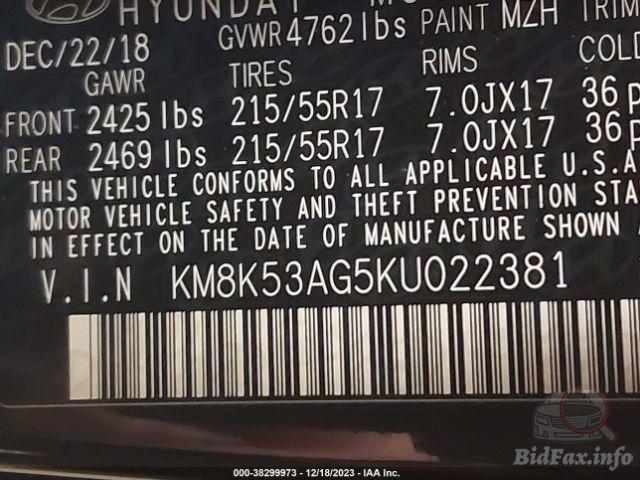 HYUNDAI
DEC/22/18 GVWR 4762 lbs PAINT MZH TRIM
GAWR TIRES RIMS COLD
FRONT 2425 lbs 215/55R17 7.0JX17 36
REAR 2469 lbs 215/55R17 7.0JX17 36
THIS VEHICLE CONFORMS TO ALL APPLICABLE U.S.A
MOTOR VEHICLE SAFETY AND THEFT PREVENTION STA
IN EFFECT ON THE DATE OF MANUFACTURE SHOWN
V.I.N KM8K53AG5KU022381
BidFax.info
000-38299973 - 12/18/2023 - IAA Inc.